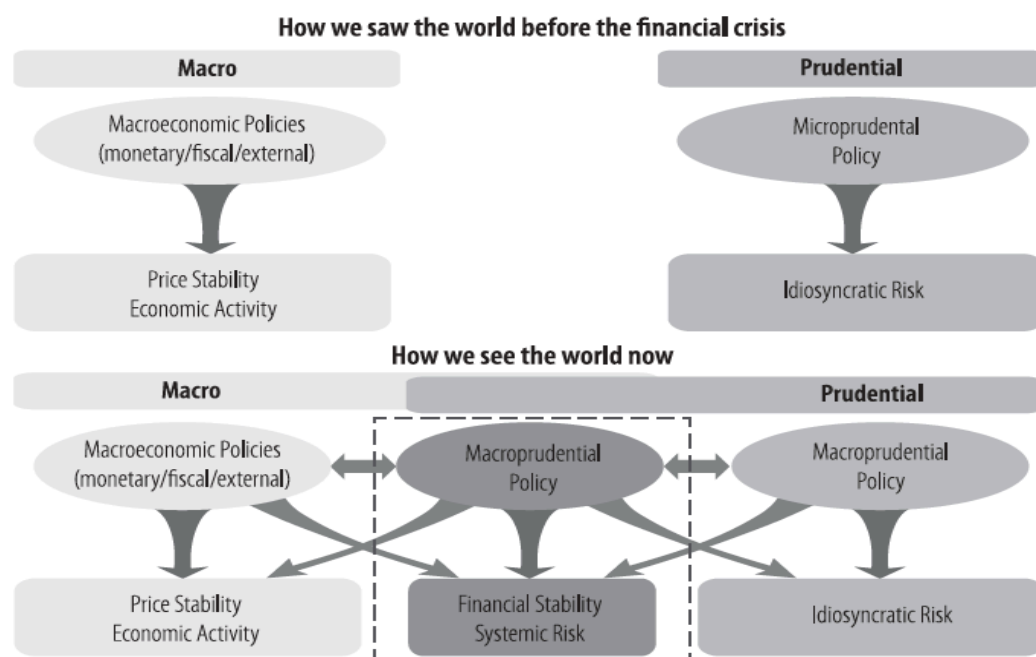 How we saw the world before the financial crisis
Macro
Prudential
Macroeconomic Policies
(monetary/fiscal/external)
Microprudental
Policy
Price Stability
Economic Activity
Idiosyncratic Risk
How we see the world now
Macro
Prudential
Macroeconomic Policies
(monetary/fiscal/external)
Macroprudential
Policy
Macroprudential
Policy
Price Stability
Economic Activity
Financial Stability
Systemic Risk
Idiosyncratic Risk